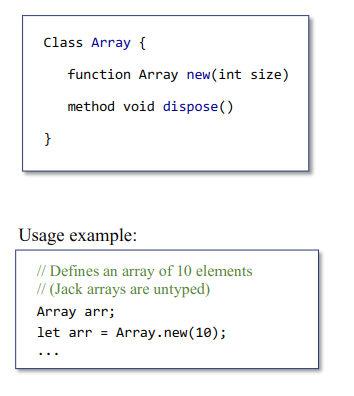 Class Array {
function Array new(int size)
method void dispose()
}
Usage example:
// Defines an array of 10 elements
// (Jack arrays are untyped)
Array arr;
let arr = Array.new(10);
...